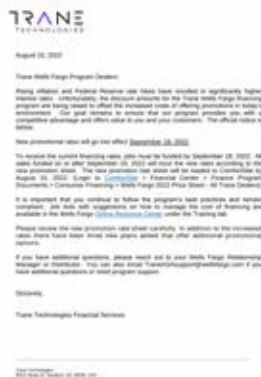 TRANE
TECHNOLOGIES
August 10, 2022
Trane Wells Fargo Program Dealers:
Rising inflation and Federal Reserve rate hikes have resulted in significantly higher
interest rates. Unfortunately, the discount amounts for the Trane Wells Fargo financing
program are being raised to offset the increased costs of offering promotions in today's
environment. Our goal remains to ensure that our program provides you with a
competitive advantage and offers value to you and your customers. The official notice is
below.
New promotional rates will go into effect September 19, 2022.
To receive the current financing rates, jobs must be funded by September 18, 2022. All
sales funded on or after September 19, 2022 will incur the new rates according to the
new promotion sheet. The new promotion rate sheet will be loaded to ComfortSite by
August 2022. (Login to ComfortSite > Financial Center > Finance Program
Documents > Consumer Financing > Wells Fargo 2022 Price Sheet - All Trane Dealers)
It is important that you continue to follow the program's best practices and remain
compliant. Job Aids with suggestions on how to manage the cost of financing are
available in the Wells Fargo Online Resource Center under the Training tab.
Please review the new promotion rate sheet carefully. In addition to the increased
rates there have been three new plans added that offer additional promotional
options.
If you have additional questions, please reach out to your Wells Fargo Relationship
Manager or Distributor. You can also email if you
have additional questions or need program support.
Sincerely,
Trane Technologies Financial Services
Trane Technologies